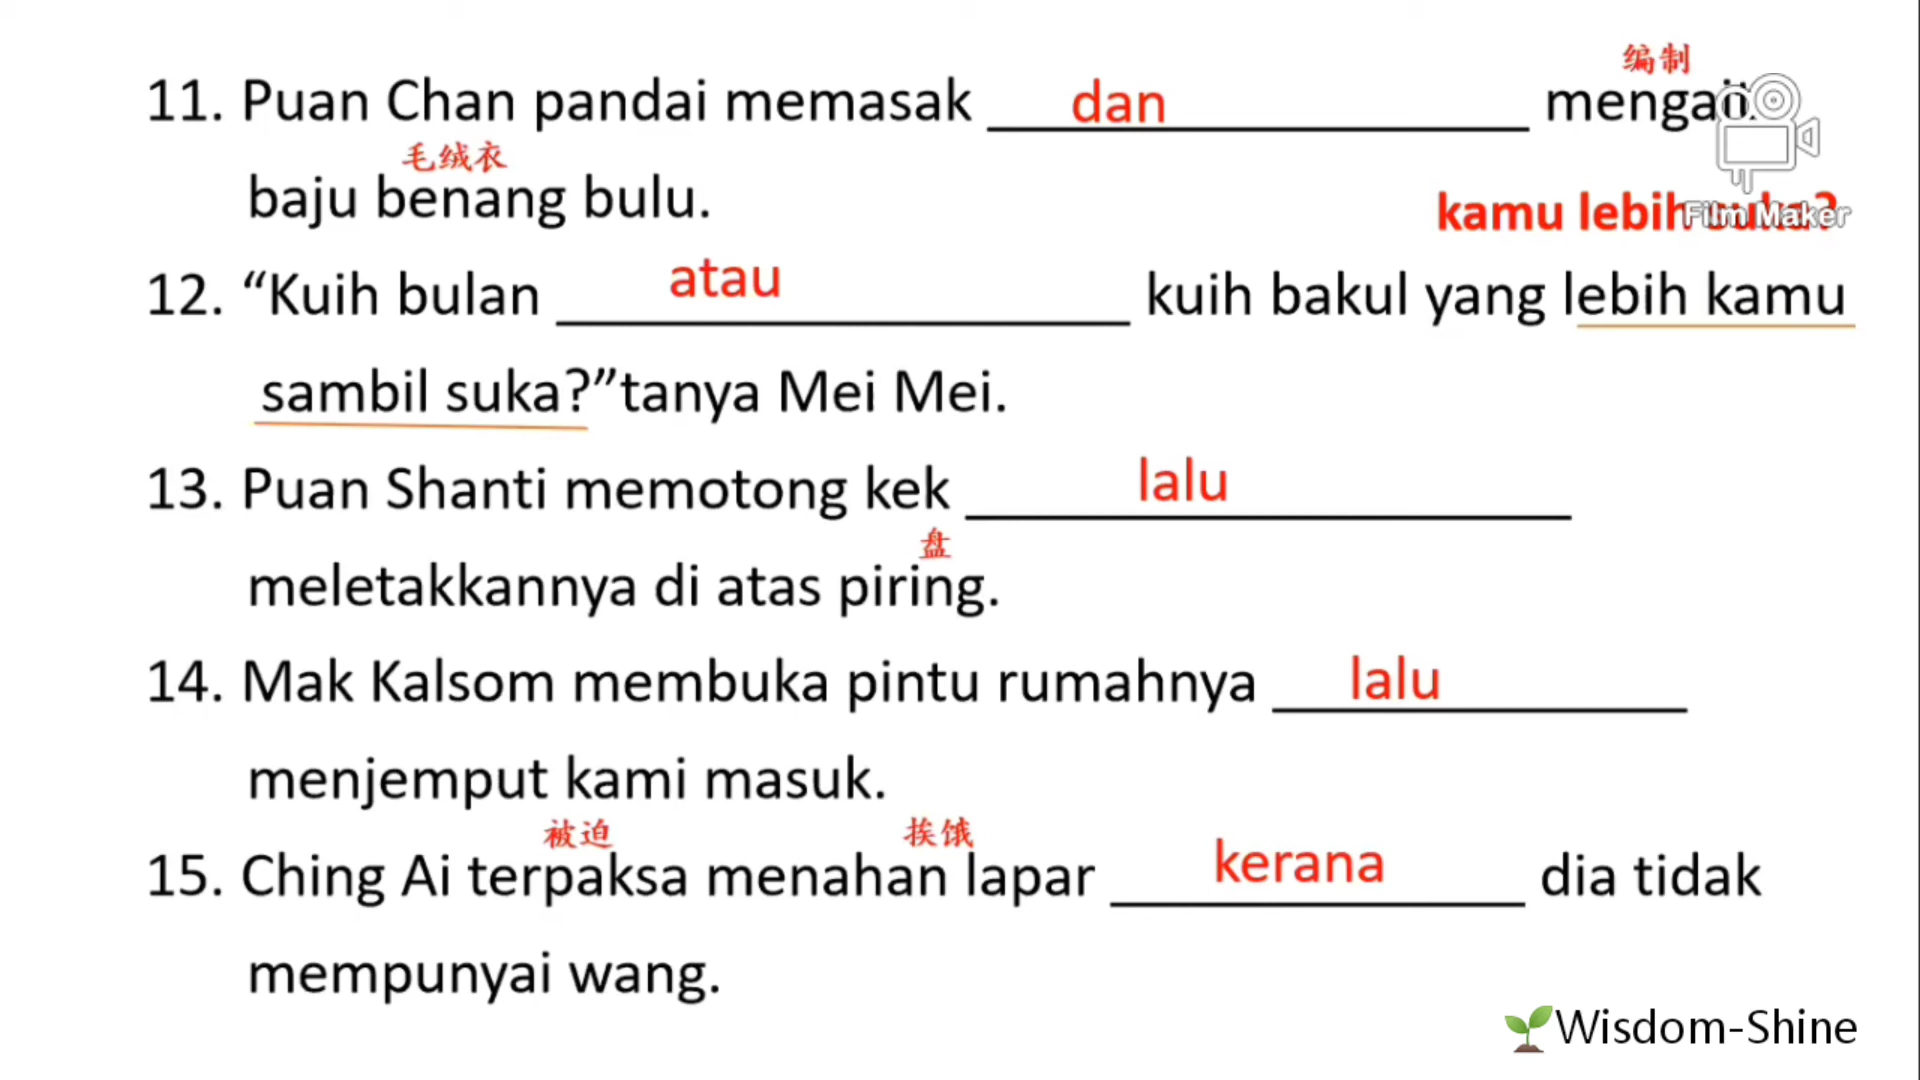 编制
11. Puan Chan pandai memasak dan mengait
毛绒衣
baju benang bulu.
kamu lebih suka?
Film Maker
12. “Kuih bulan atau kuih bakul yang lebih kamu
sambil suka?”tanya Mei Mei.
13. Puan Shanti memotong kek lalu
盘
meletakkannya di atas piring.
14. Mak Kalsom membuka pintu rumahnya lalu
menjemput kami masuk.
被迫 挨饿
15. Ching Ai terpaksa menahan lapar kerana dia tidak
mempunyai wang.
Wisdom-Shine